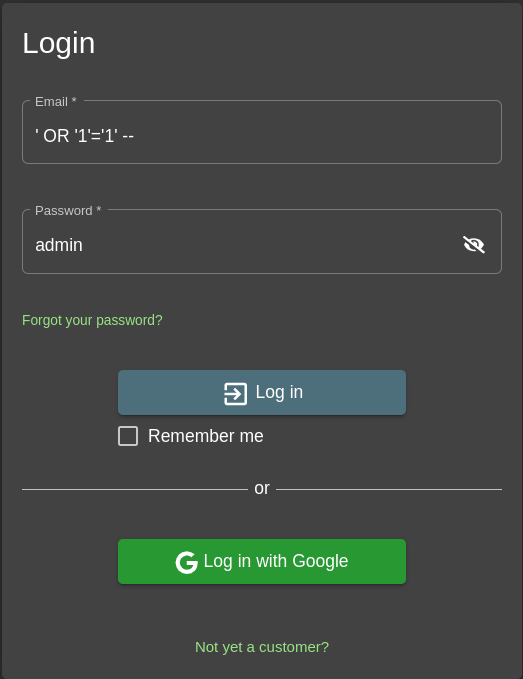 Login
Email *
' OR '1'='1' --
Password *
admin
Forgot your password?
Log in
Remember me
or
Log in with Google
Not yet a customer?